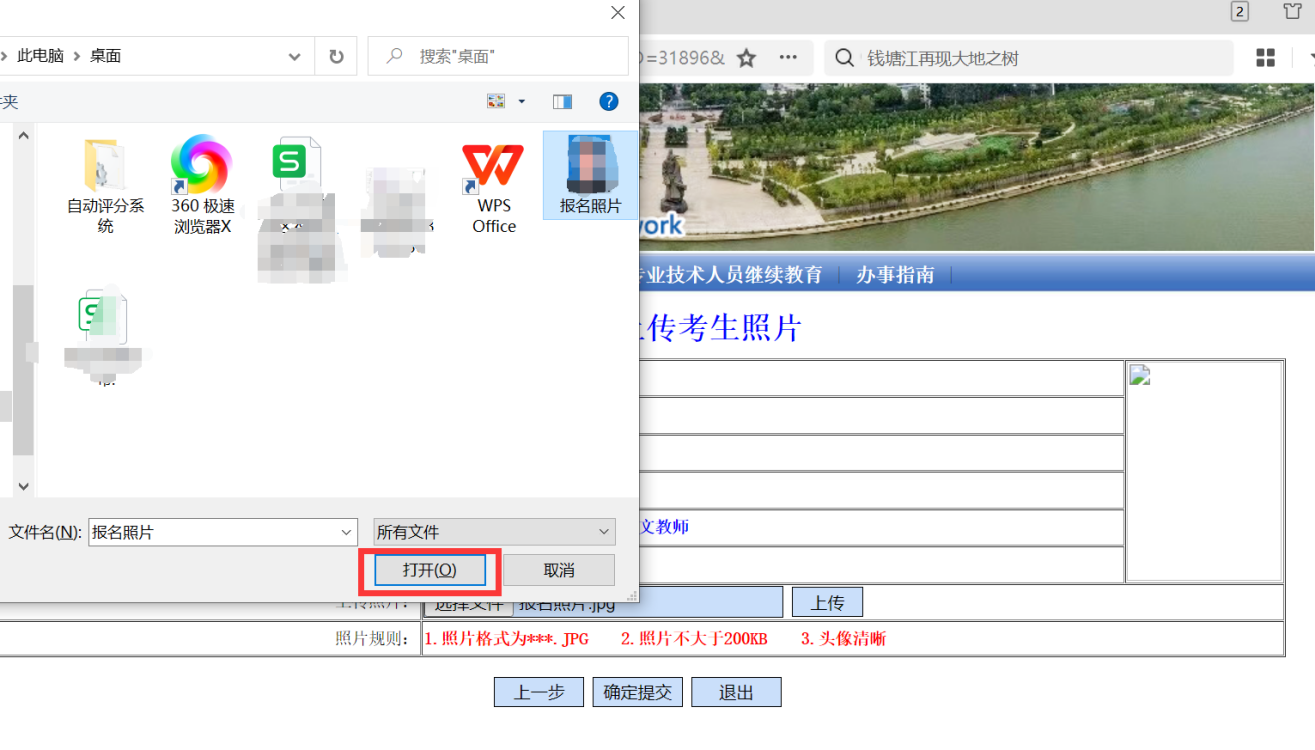 2
此电脑 › 桌面
搜索"桌面"
=31896&
钱塘江再现大地之树
夹
自动评分系统
360 极速浏览器X
WPS Office
报名照片
work
专业技术人员继续教育
办事指南
上传考生照片
文件名(N): 报名照片
所有文件
文教师
打开(O)
取消
上传照片:
选择文件 报名照片.jpg
上传
照片规则:
1.照片格式为***.JPG 2.照片不大于200KB 3.头像清晰
上一步
确定提交
退出